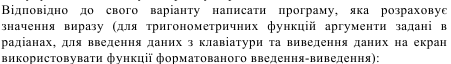 Відповідно до свого варіанту написати програму, яка розраховує
значення виразу (для тригонометричних функцій аргументи задані в
радіанах, для введення даних з клавіатури та виведення даних на екран
використовувати функції форматованого введення-виведення):